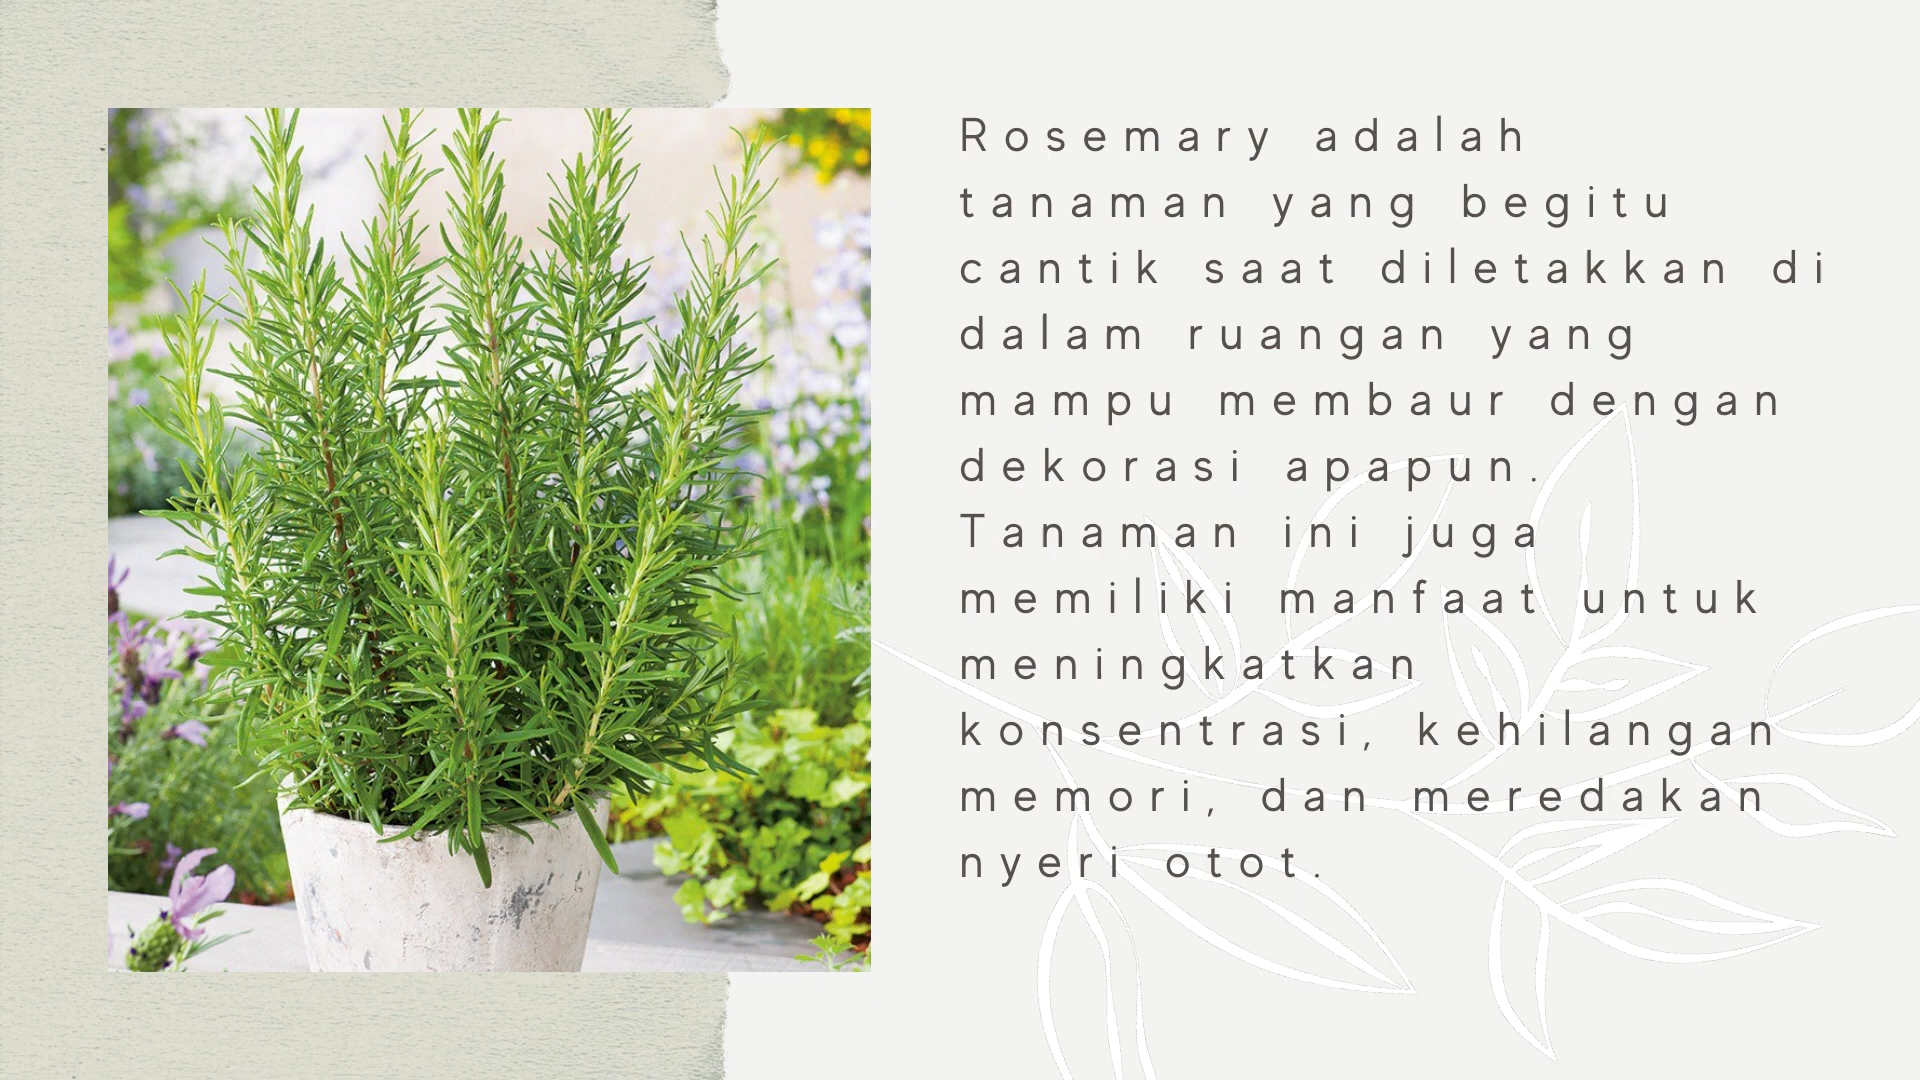 Rosemary adalah
tanaman yang begitu
cantik saat diletakkan di
dalam ruangan yang
mampu membaur dengan
dekorasi apapun.
Tanaman ini juga
memiliki manfaat untuk
meningkatkan
konsentrasi, kehilangan
memori, dan meredakan
nyeri otot.